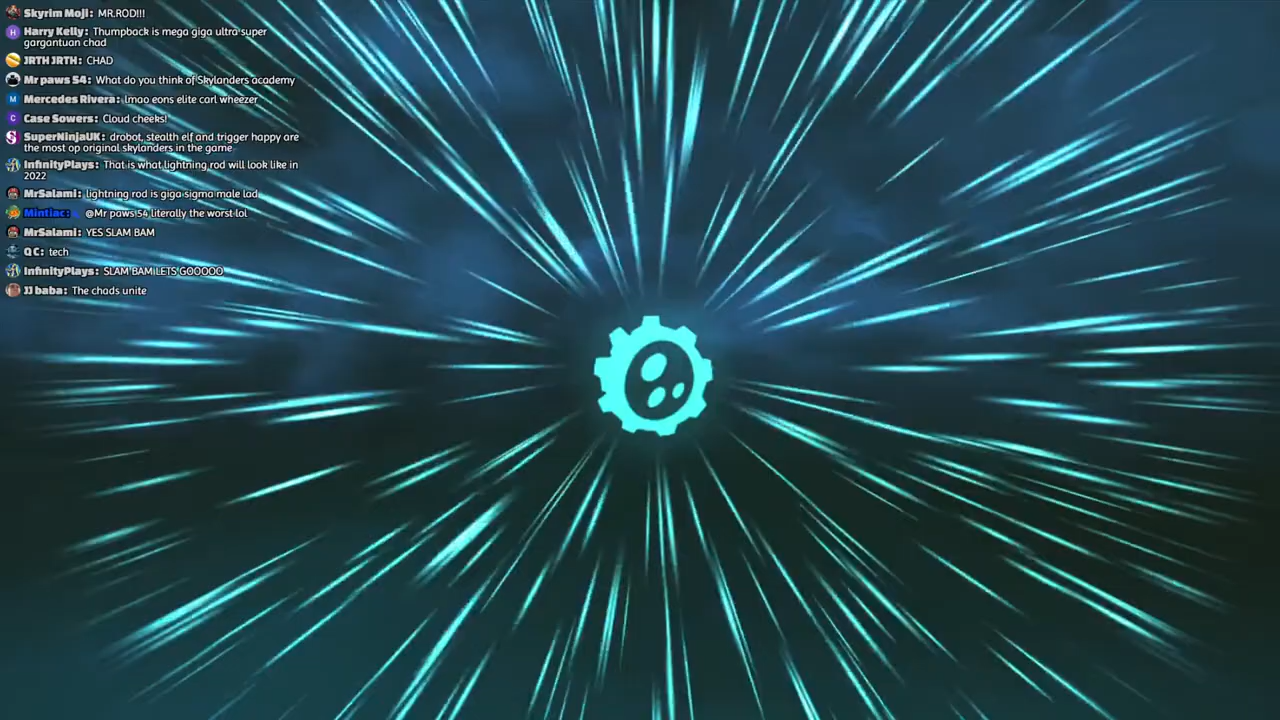 Skyrim Moji: MR.ROD!!!
Harry Kelly: Thumpback is mega giga ultra super
gargantuan chad
JRTH JRTH: CHAD
Mr paws 54: What do you think of Skylanders academy
Mercedes Rivera: lmao eons elite carl wheezer
Case Sowers: Cloud cheeks!
SuperNinjaUK: drobot, stealth elf and trigger happy are
the most op original skylanders in the game
InfinityPlays: That is what lightning rod will look like in
2022
MrSalami: lightning rod is giga sigma male lad
Mintiac: @Mr paws 54 literally the worst lol
MrSalami: YES SLAM BAM
Q C: tech
InfinityPlays: SLAM BAM LETS GOOOOO
JJ baba: The chads unite